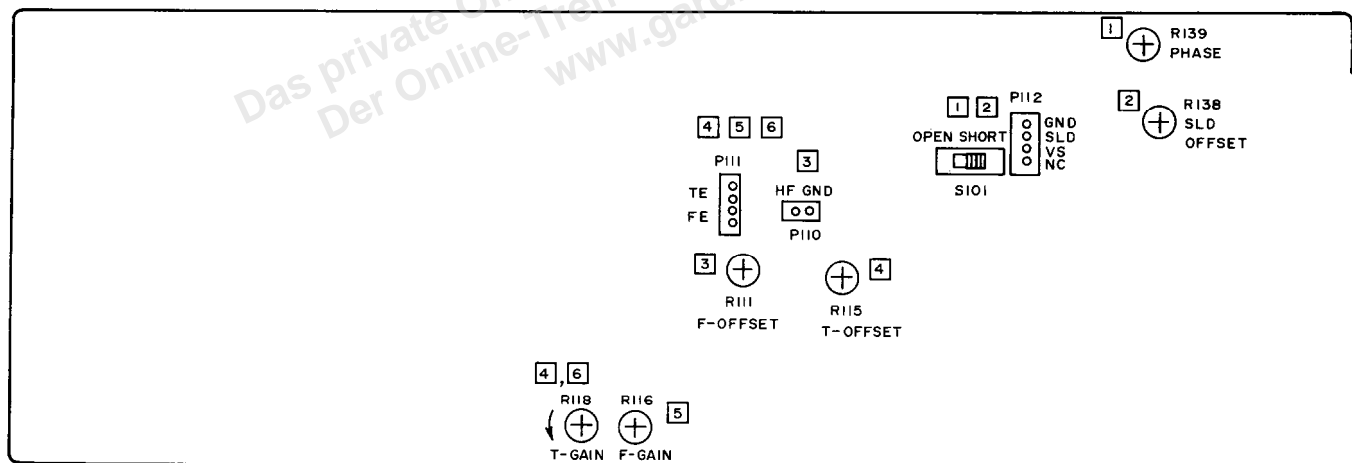 Das private On
Der Online-Tre
www.gard
1
R139
PHASE
2
R138
SLD
OFFSET
1 2 P112
OPEN SHORT
GND
SLD
VS
NC
S101
4 5 6
P111
TE
FE
3
HF GND
P110
3
R111
F-OFFSET
4
R115
T-OFFSET
4,6
R118 R116
5
T-GAIN F-GAIN